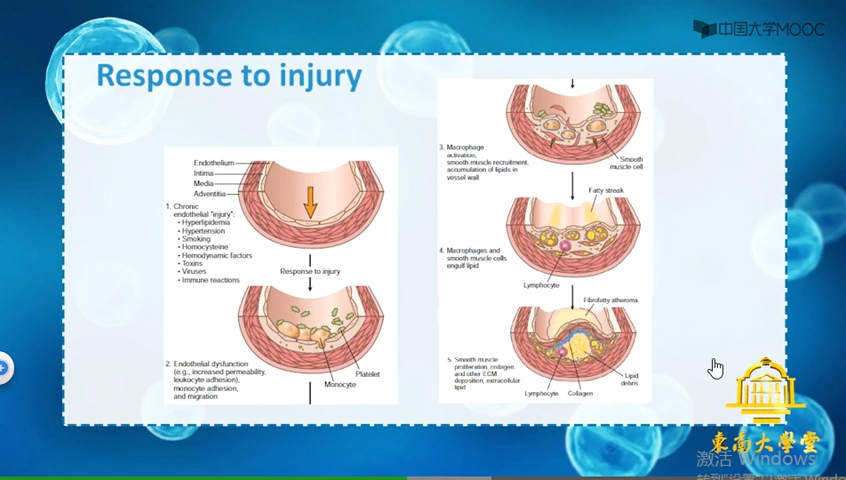 中国大学MOOC
Response to injury
Endothelium
Intima
Media
Adventitia
1. Chronic
endothelial "injury":
• Hyperlipidemia
• Hypertension
• Smoking
• Homocysteine
• Hemodynamic factors
• Toxins
• Viruses
• Immune reactions
Response to injury
2. Endothelial dysfunction
(e.g., increased permeability,
leukocyte adhesion),
monocyte adhesion,
and migration
Platelet
Monocyte
3. Macrophage
activation,
smooth muscle recruitment,
accumulation of lipids in
vessel wall
Smooth
muscle cell
Fatty streak
4. Macrophages and
smooth muscle cells
engulf lipid
Lymphocyte
Fibrofatty atheroma
5. Smooth muscle
proliferation, collagen
and other ECM
deposition, extracellular
lipid
Lipid
debris
Lymphocyte
Collagen
東南大學堂
激活 Windows